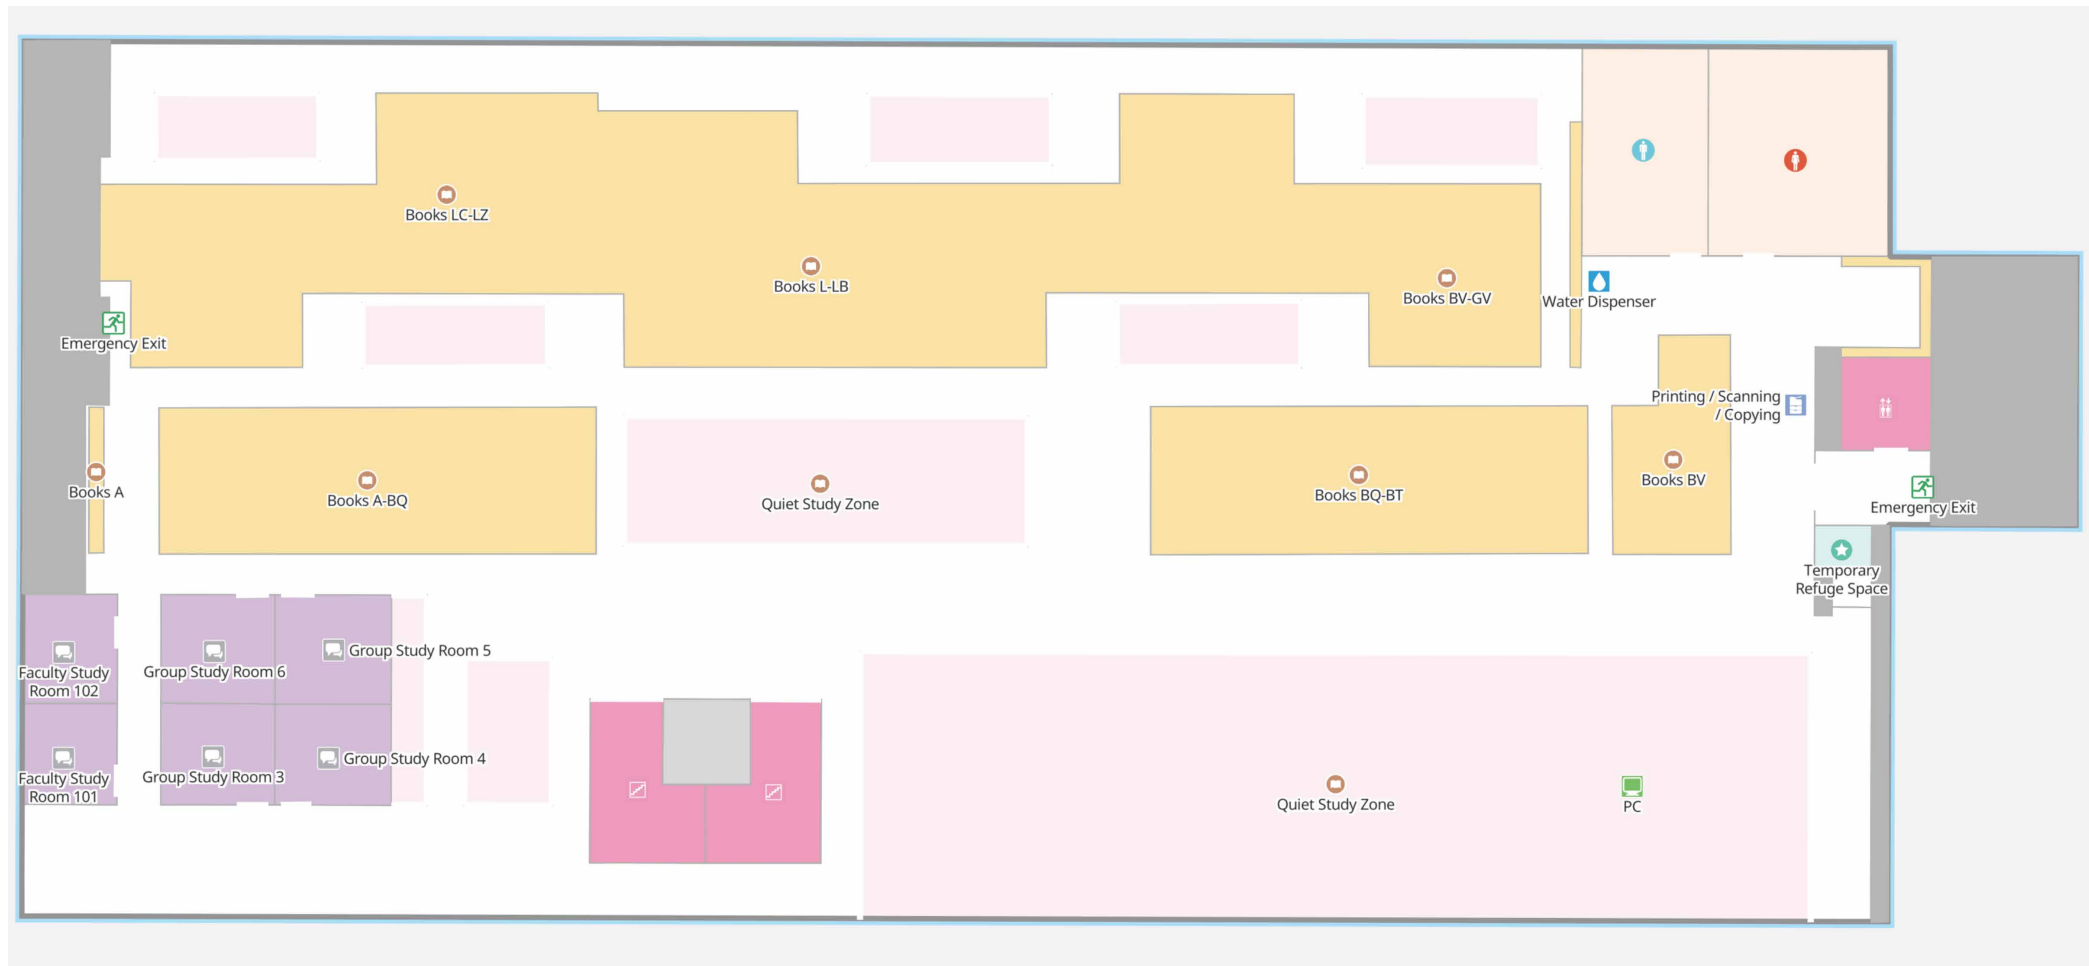 Books LC-LZ
Books L-LB
Books BV-GV
Water Dispenser
Emergency Exit
Printing / Scanning
/ Copying
Books A
Books A-BQ
Quiet Study Zone
Books BQ-BT
Books BV
Emergency Exit
Temporary
Refuge Space
Faculty Study
Room 102
Group Study Room 6
Group Study Room 5
Faculty Study
Room 101
Group Study Room 3
Group Study Room 4
Quiet Study Zone
PC